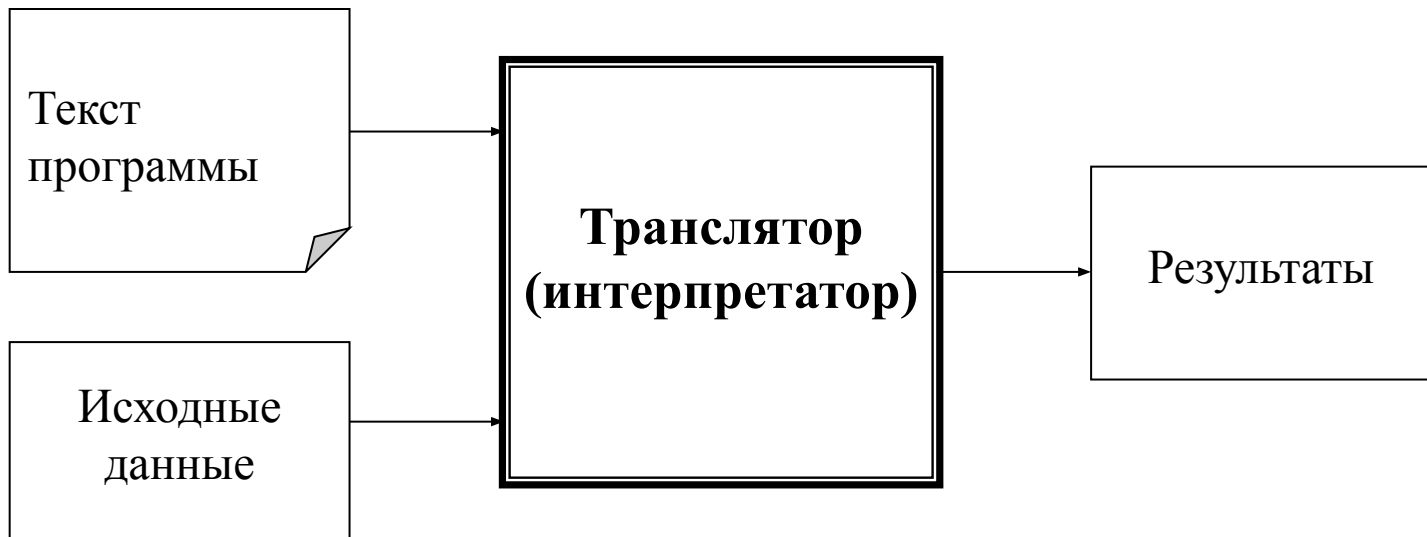 Текст
программы
Исходные
данные
Транслятор
(интерпретатор)
Результаты